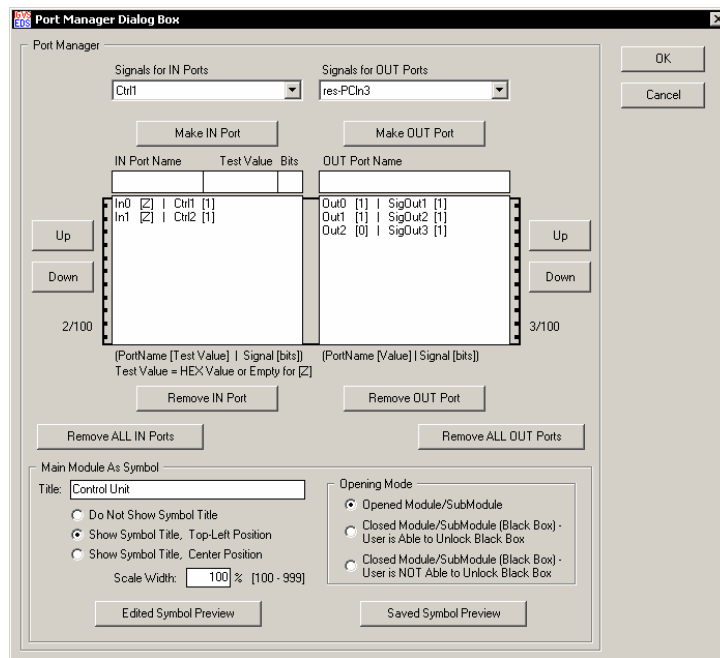 GVS
EDS
Port Manager Dialog Box
Port Manager
Signals for IN Ports
Signals for OUT Ports
Ctrl1
res-PCIn3
OK
Cancel
Make IN Port
Make OUT Port
IN Port Name Test Value Bits
OUT Port Name
In0 [Z] | Ctrl1 [1]
In1 [Z] | Ctrl2 [1]
Out0 [1] | SigOut1 [1]
Out1 [1] | SigOut2 [1]
Out2 [0] | SigOut3 [1]
Up
Down
2/100
Up
Down
3/100
(PortName [Test Value] | Signal [bits])
Test Value = HEX Value or Empty for [Z]
(PortName [Value] | Signal [bits])
Remove IN Port
Remove OUT Port
Remove ALL IN Ports
Remove ALL OUT Ports
Main Module As Symbol
Title: Control Unit
Do Not Show Symbol Title
Show Symbol Title, Top-Left Position
Show Symbol Title, Center Position
Scale Width: 100 % [100 - 999]
Opening Mode
Opened Module/SubModule
Closed Module/SubModule (Black Box) -
User is Able to Unlock Black Box
Closed Module/SubModule (Black Box) -
User is NOT Able to Unlock Black Box
Edited Symbol Preview
Saved Symbol Preview